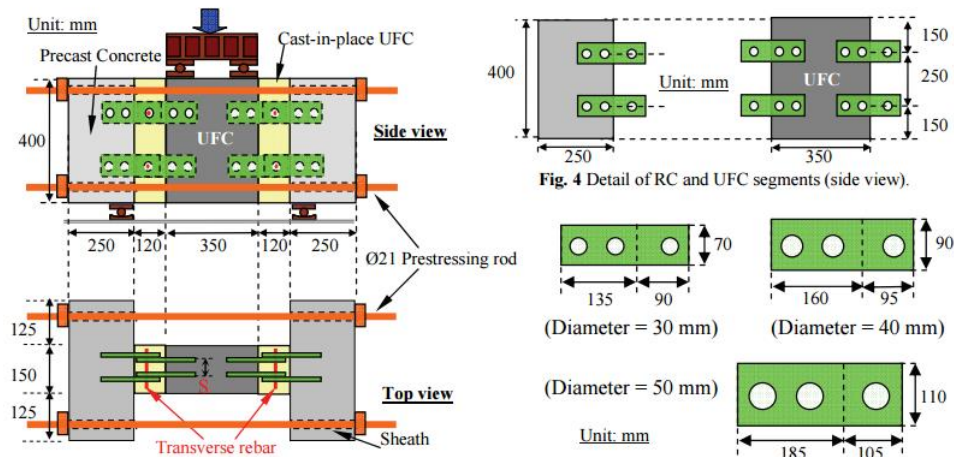 Unit: mm
Cast-in-place UFC
Precast Concrete
UFC
400
Side view
250
120
350
120
250
Ø21 Prestressing rod
125
150
125
S
Top view
Transverse rebar
Sheath
400
Unit: mm
UFC
150
250
150
250
350
Fig. 4 Detail of RC and UFC segments (side view).
70
135
90
(Diameter = 30 mm)
90
160
95
(Diameter = 40 mm)
(Diameter = 50 mm)
110
Unit: mm
185
105